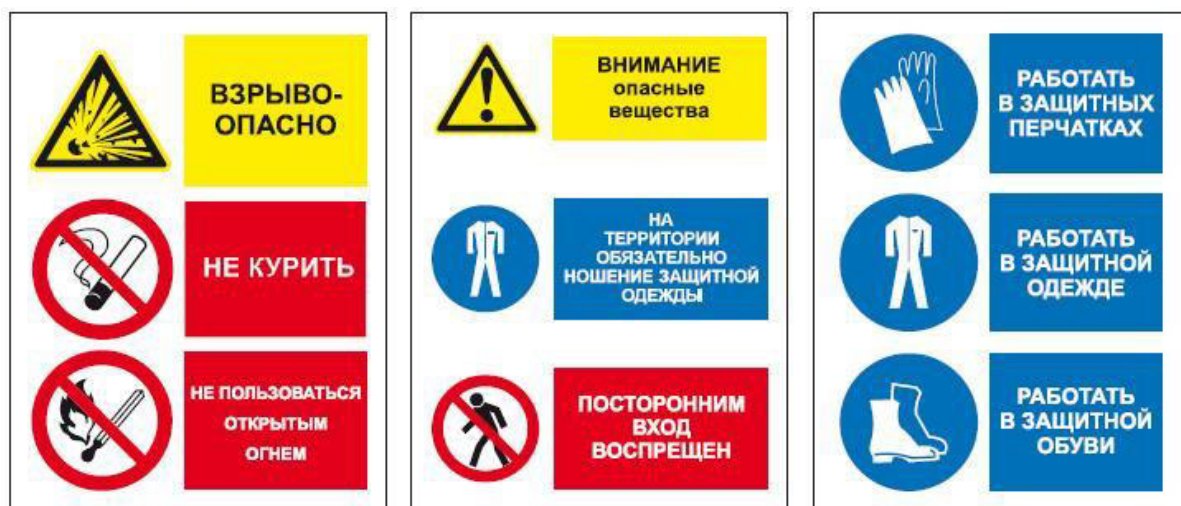 ВЗРЫВО-
ОПАСНО
НЕ КУРИТЬ
НЕ ПОЛЬЗОВАТЬСЯ
ОТКРЫТЫМ
ОГНЕМ
ВНИМАНИЕ
опасные
вещества
НА
ТЕРРИТОРИИ
ОБЯЗАТЕЛЬНО
НОШЕНИЕ ЗАЩИТНОЙ
ОДЕЖДЫ
ПОСТОРОННИМ
ВХОД
ВОСПРЕЩЕН
РАБОТАТЬ
В ЗАЩИТНЫХ
ПЕРЧАТКАХ
РАБОТАТЬ
В ЗАЩИТНОЙ
ОДЕЖДЕ
РАБОТАТЬ
В ЗАЩИТНОЙ
ОБУВИ